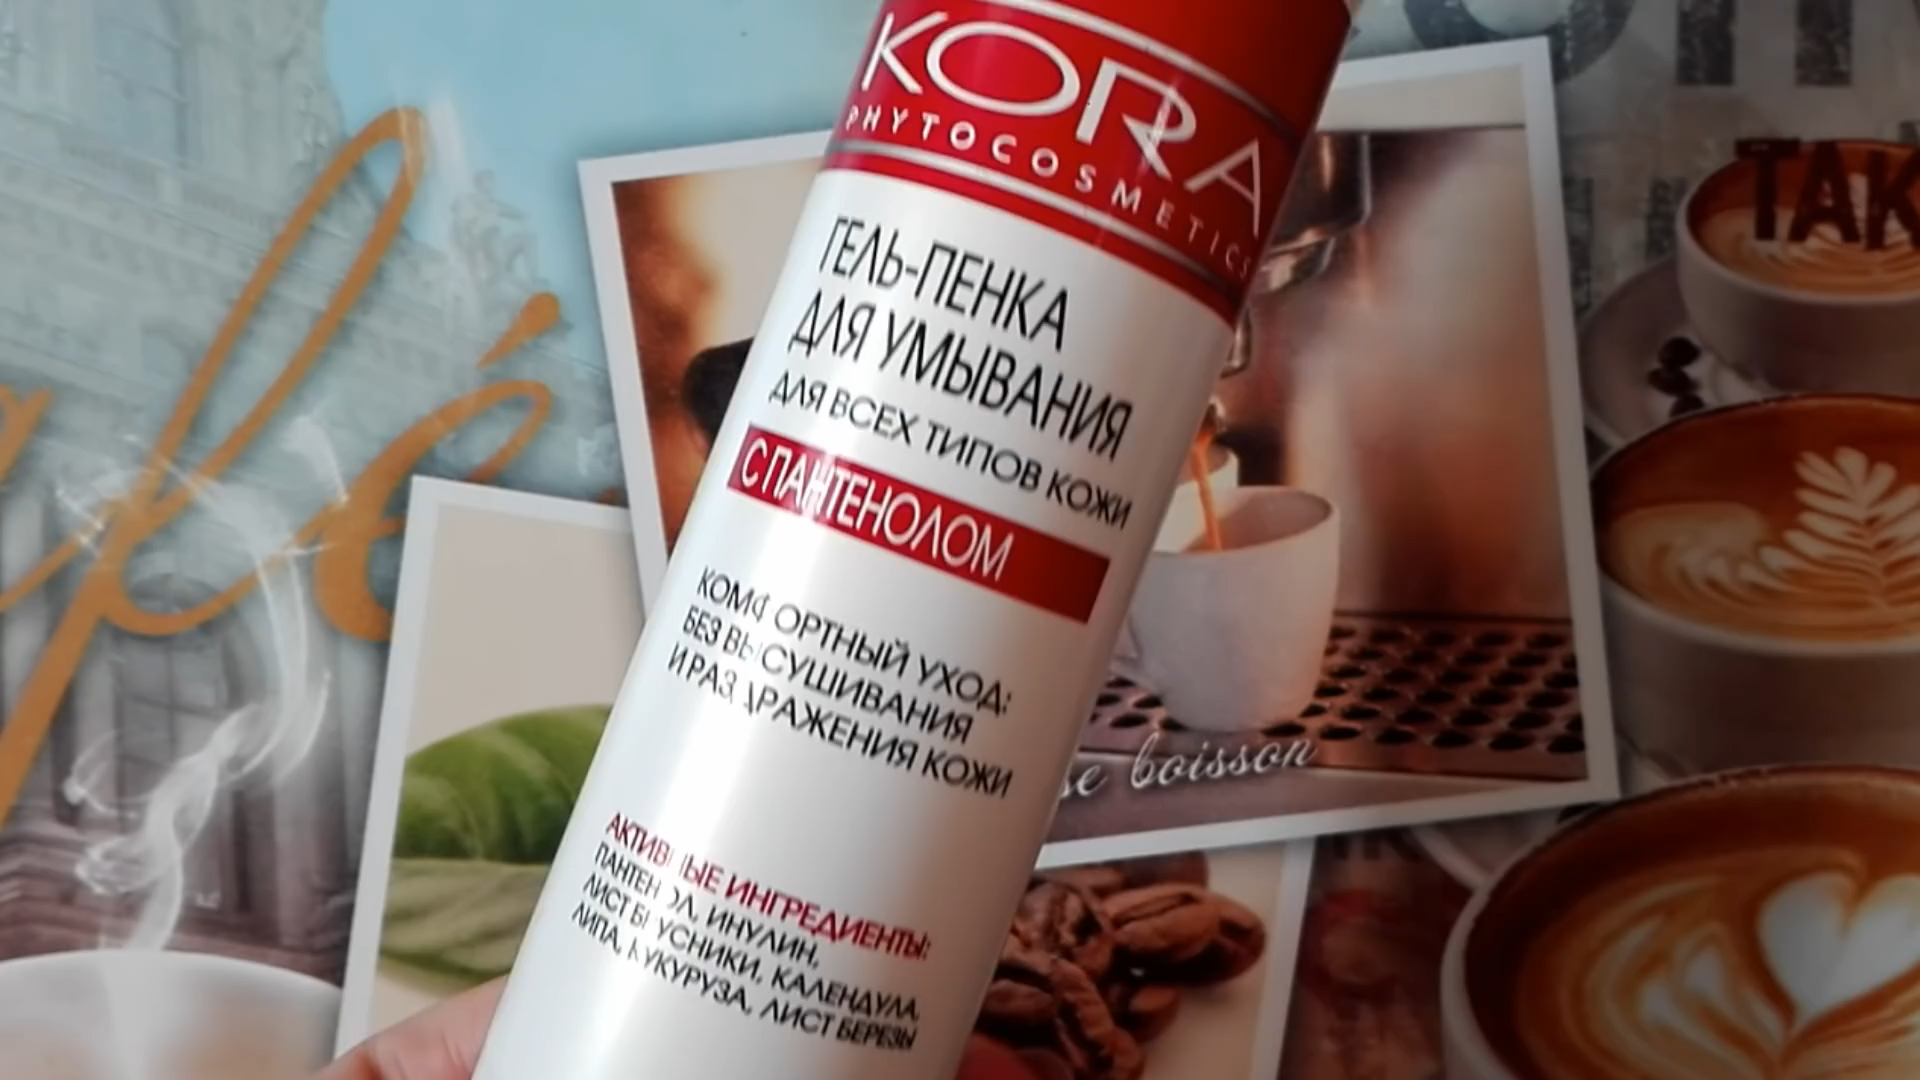 KORA
PHYTOCOSMETICS
ГЕЛЬ-ПЕНКА
ДЛЯ УМЫВАНИЯ
ДЛЯ ВСЕХ ТИПОВ КОЖИ
С ПАНТЕНОЛОМ
КОМФОРТНЫЙ УХОД:
БЕЗ ВЫСУШИВАНИЯ
И РАЗДРАЖЕНИЯ КОЖИ
АКТИВНЫЕ ИНГРЕДИЕНТЫ:
ПАНТЕНОЛ, ИНУЛИН,
ЛИСТ БРУСНИКИ, КАЛЕНДУЛА,
ЛИПА, КУКУРУЗА, ЛИСТ БЕРЕЗЫ
TAK
boisson